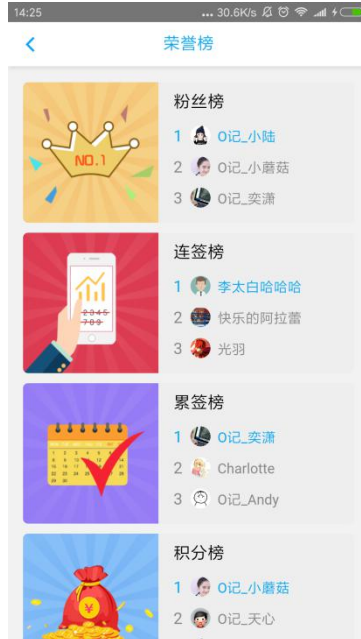 14:25
... 30.6K/s
荣誉榜
NO.1
粉丝榜
1 O记_小陆
2 O记_小蘑菇
3 O记_奕潇
连签榜
1 李太白哈哈哈
2 快乐的阿拉蕾
3 光羽
累签榜
1 O记_奕潇
2 Charlotte
3 O记_Andy
积分榜
1 O记_小蘑菇
2 O记_天心